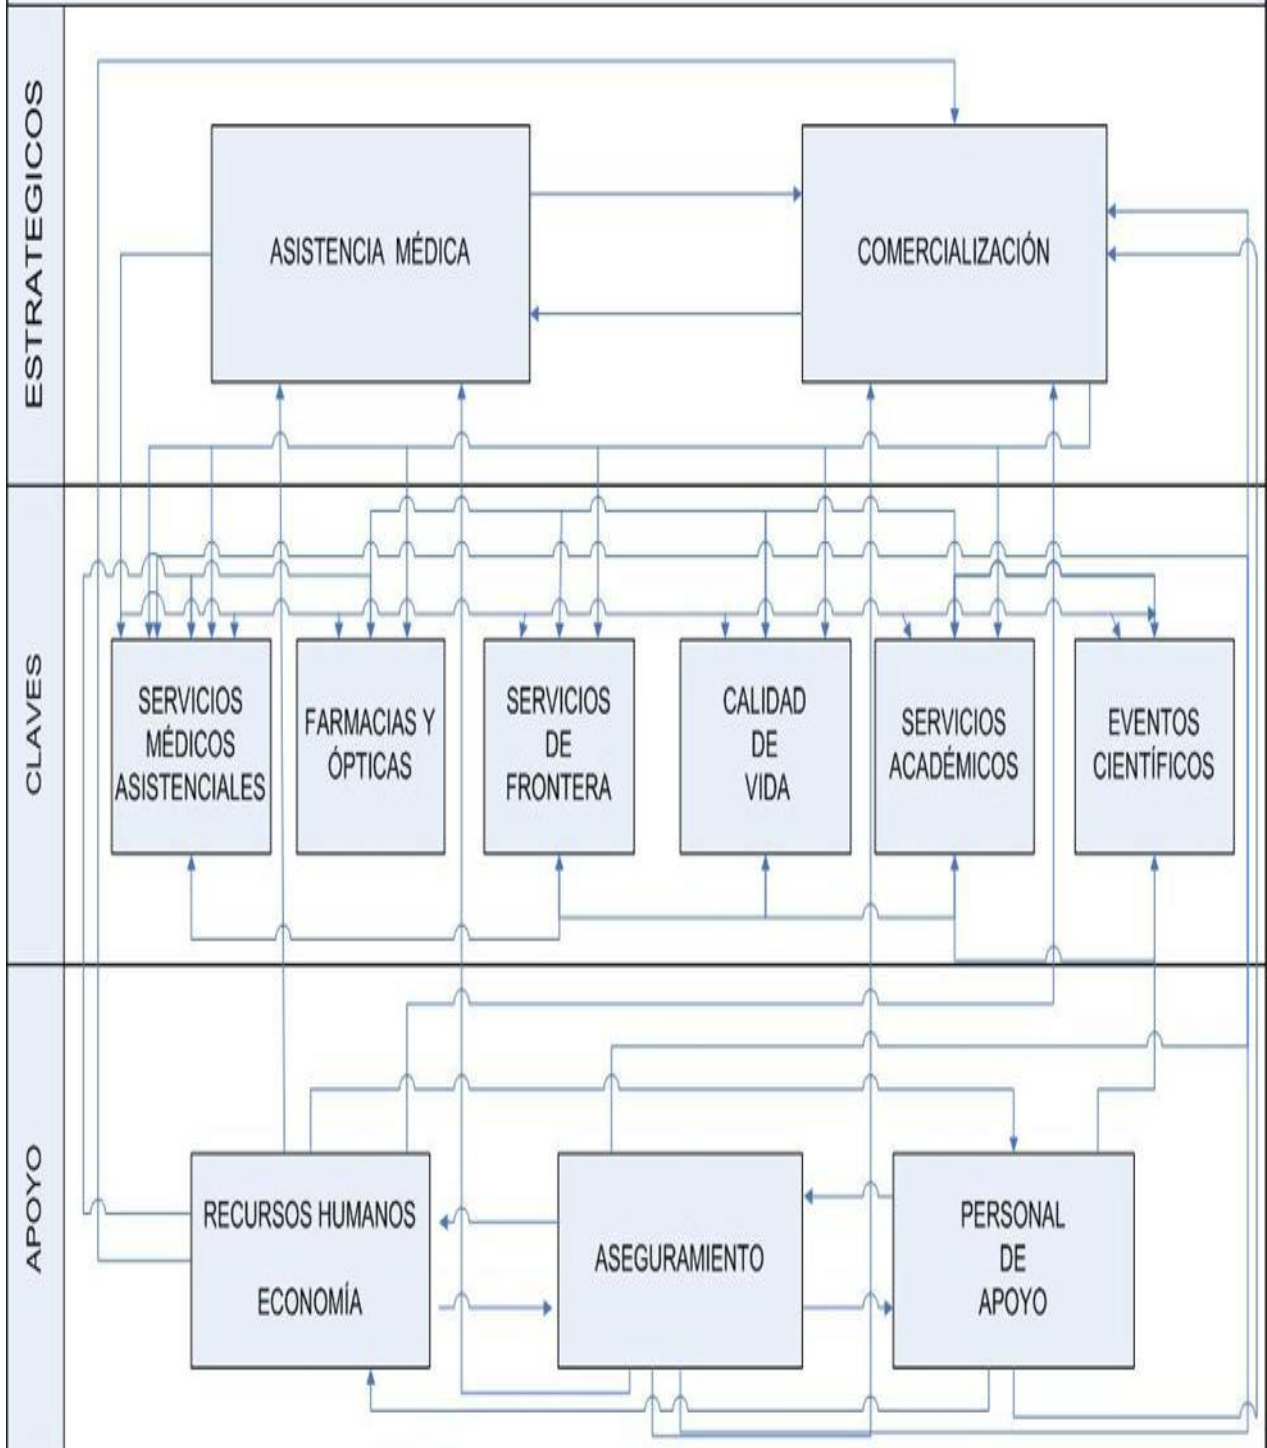 ESTRATEGICOS
ASISTENCIA MÉDICA
COMERCIALIZACIÓN
CLAVES
SERVICIOS
MÉDICOS
ASISTENCIALES
FARMACIAS Y
ÓPTICAS
SERVICIOS
DE
FRONTERA
CALIDAD
DE
VIDA
SERVICIOS
ACADÉMICOS
EVENTOS
CIENTÍFICOS
APOYO
RECURSOS HUMANOS
ECONOMÍA
ASEGURAMIENTO
PERSONAL
DE
APOYO